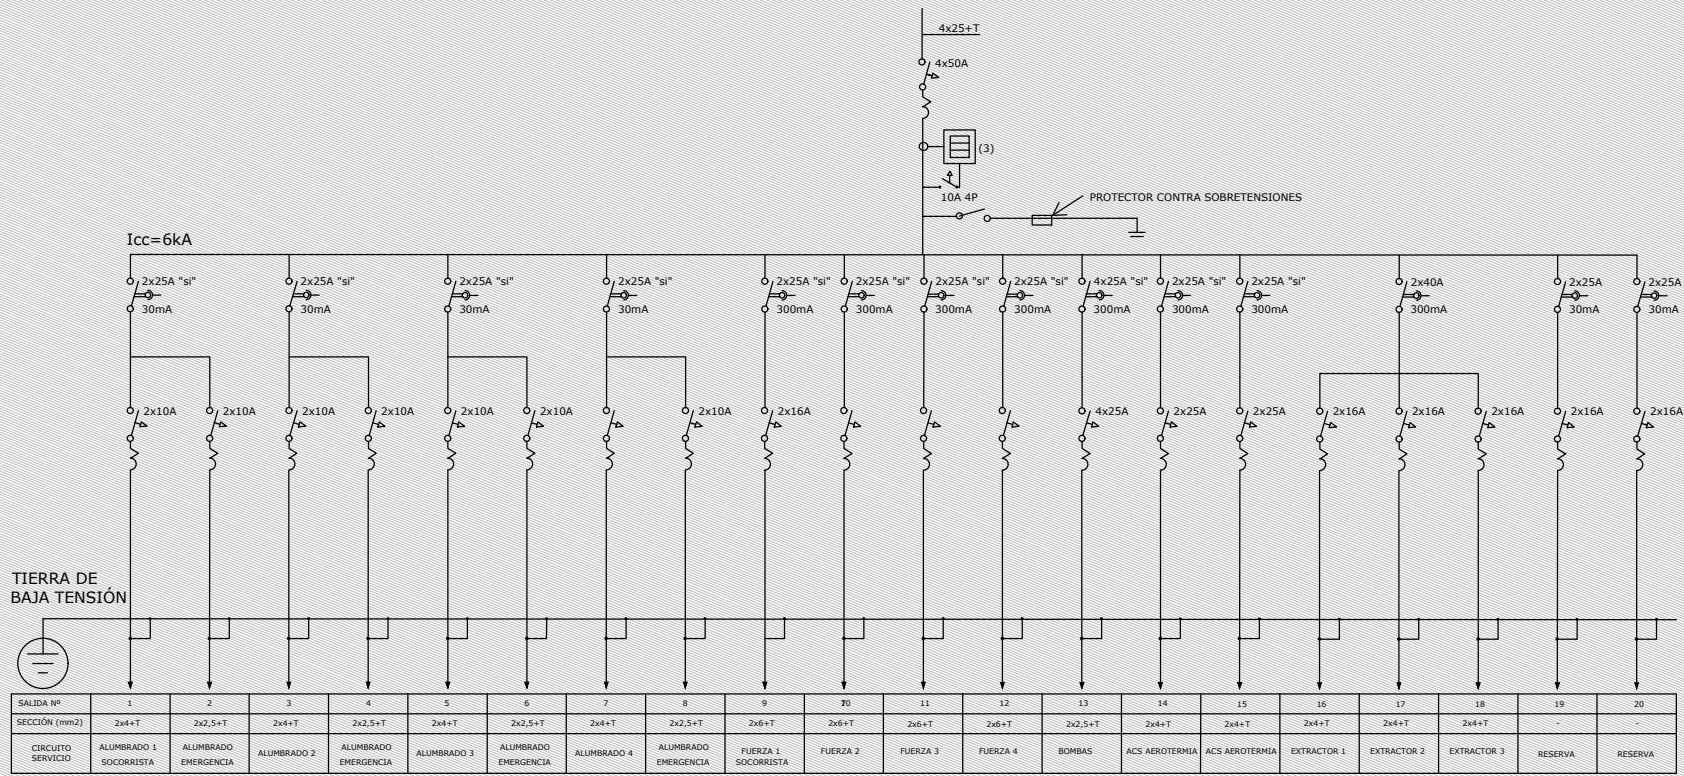 4x25+T
4x50A
(3)
10A 4P
PROTECTOR CONTRA SOBRETENSIONES
Icc=6kA
2x25A "si" 2x25A "si" 2x25A "si" 2x25A "si" 2x25A "si" 2x25A "si" 2x25A "si" 2x25A "si" 4x25A "si" 2x25A "si" 2x25A "si" 2x40A 2x25A 2x25A
30mA 30mA 30mA 30mA 300mA 300mA 300mA 300mA 300mA 300mA 300mA 300mA 30mA 30mA
2x10A 2x10A 2x10A 2x10A 2x10A 2x10A 2x10A 2x16A 4x25A 2x25A 2x25A 2x16A 2x16A 2x16A 2x16A 2x16A
TIERRA DE
BAJA TENSIÓN
SALIDA Nº 1 2 3 4 5 6 7 8 9 11 12 13 14 15 16 17 18 19 20
SECCIÓN (mm2) 2x4+T 2x2,5+T 2x4+T 2x2,5+T 2x4+T 2x2,5+T 2x4+T 2x2,5+T 2x6+T 2x6+T 2x6+T 2x6+T 2x2,5+T 2x4+T 2x4+T 2x4+T 2x4+T 2x4+T - -
CIRCUITO
SERVICIO
ALUMBRADO 1
SOCORRISTA
ALUMBRADO
EMERGENCIA
ALUMBRADO 2
ALUMBRADO
EMERGENCIA
ALUMBRADO 3
ALUMBRADO
EMERGENCIA
ALUMBRADO 4
ALUMBRADO
EMERGENCIA
FUERZA 1
SOCORRISTA
FUERZA 2
FUERZA 3
FUERZA 4
BOMBAS
ACS AEROTERMIA
ACS AEROTERMIA
EXTRACTOR 1
EXTRACTOR 2
EXTRACTOR 3
RESERVA
RESERVA